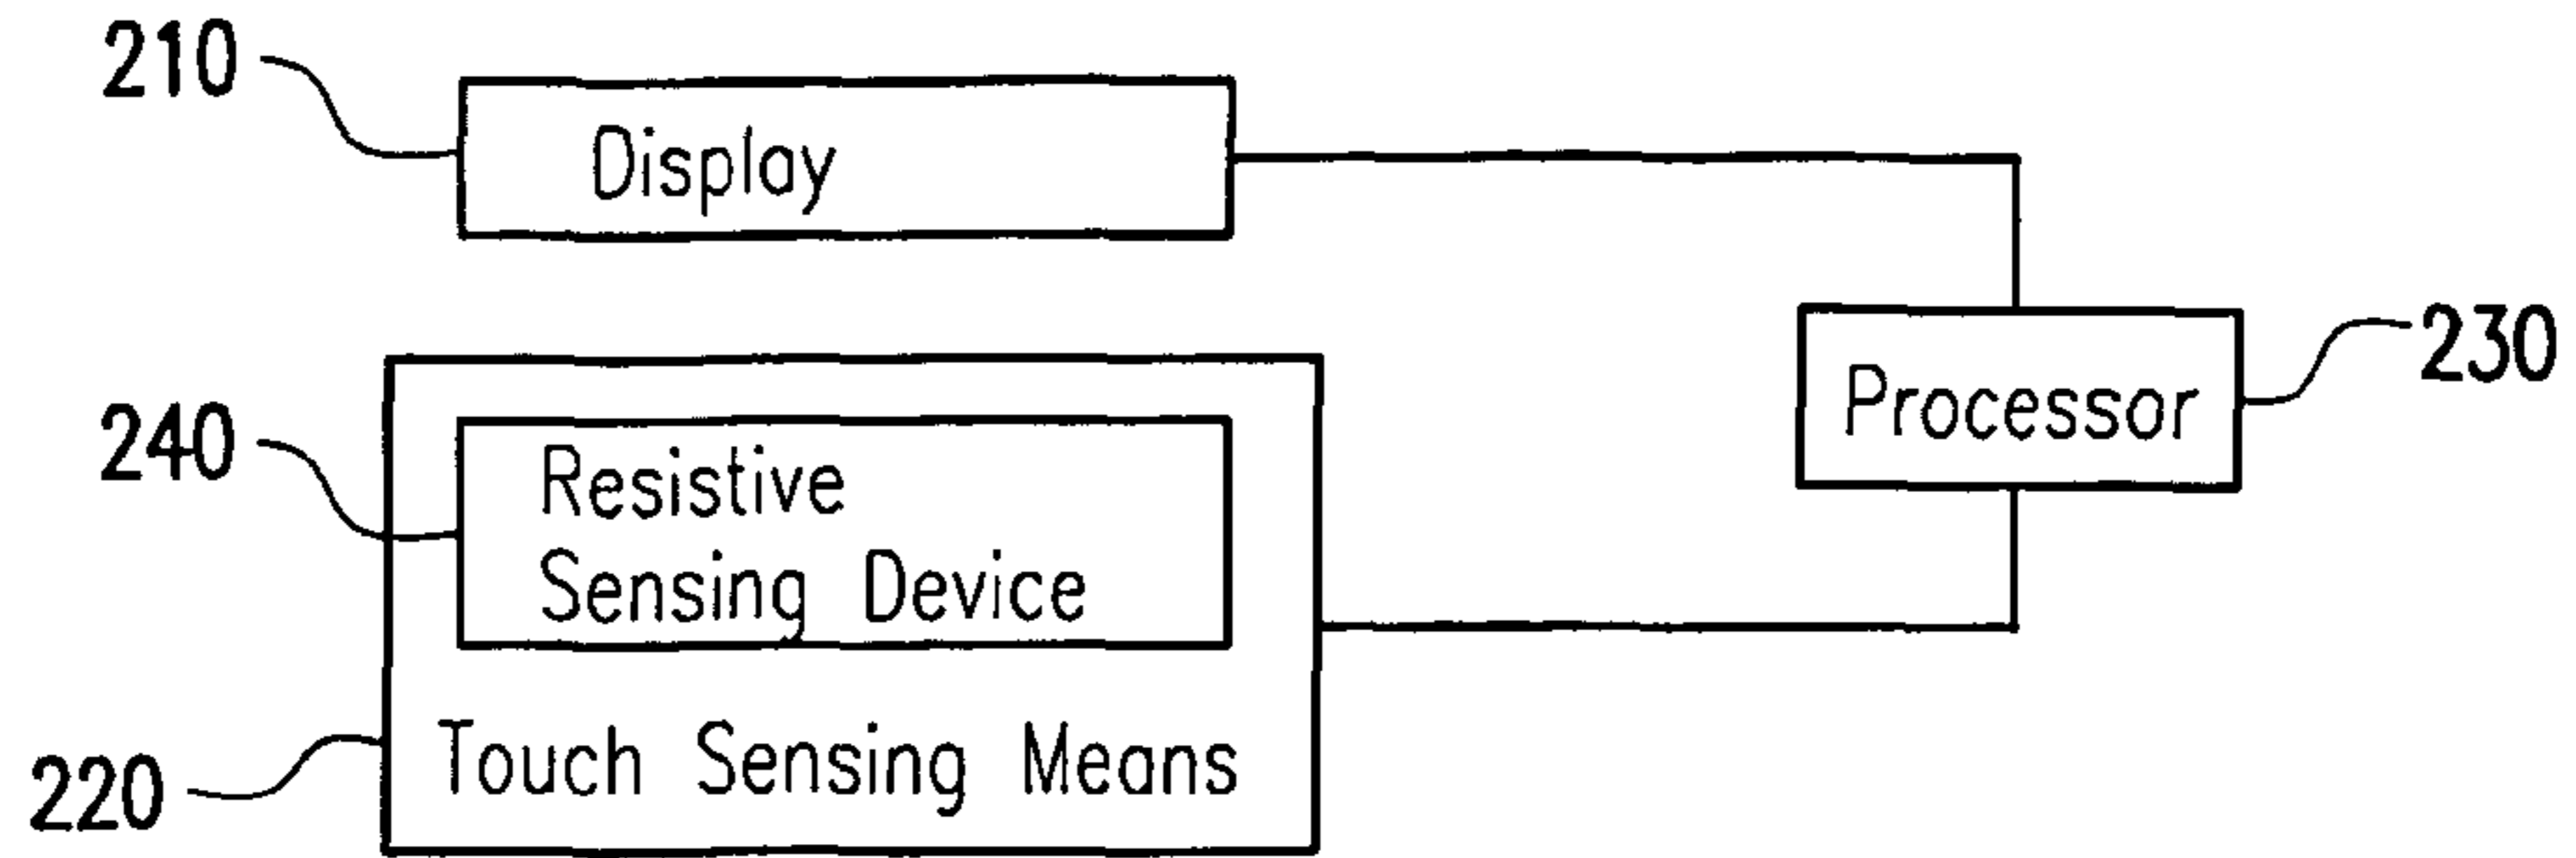 210
Display
Processor
230
240
Resistive
Sensing Device
Touch Sensing Means
220